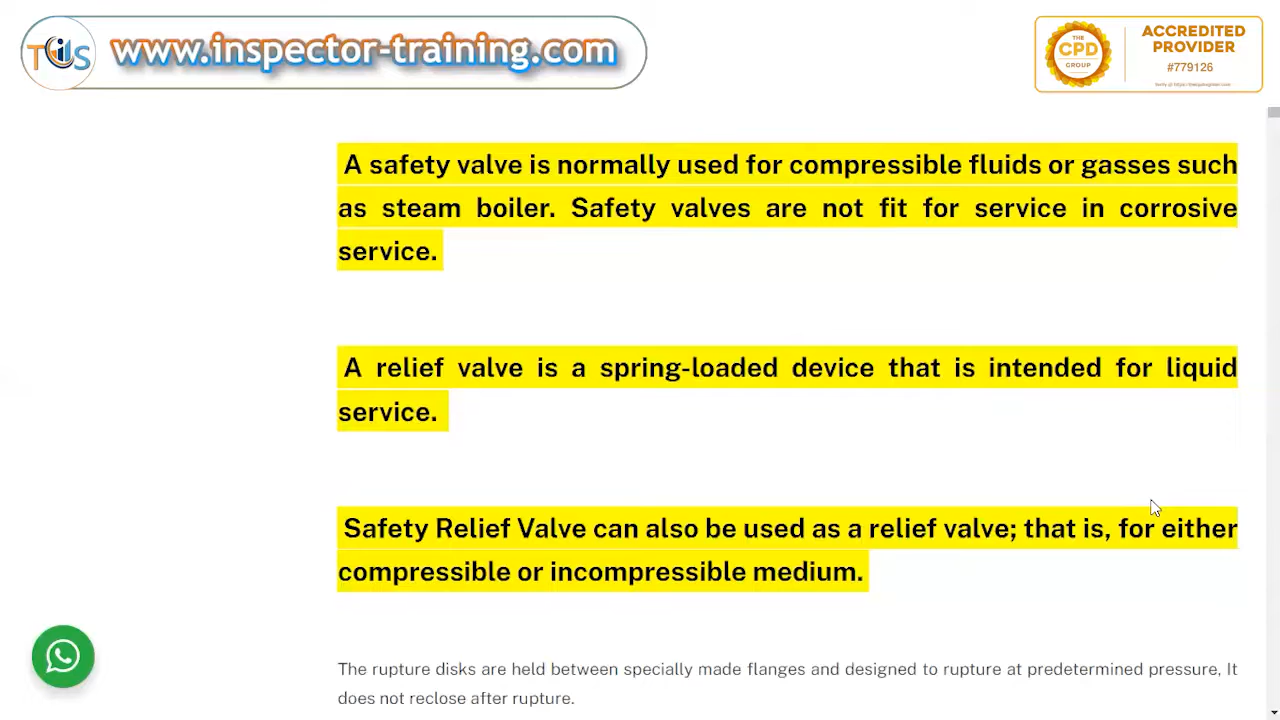 TCIS www.inspector-training.com
THE CPD GROUP
ACCREDITED
PROVIDER
#779126
A safety valve is normally used for compressible fluids or gasses such
as steam boiler. Safety valves are not fit for service in corrosive
service.
A relief valve is a spring-loaded device that is intended for liquid
service.
Safety Relief Valve can also be used as a relief valve; that is, for either
compressible or incompressible medium.
The rupture disks are held between specially made flanges and designed to rupture at predetermined pressure, It
does not reclose after rupture.